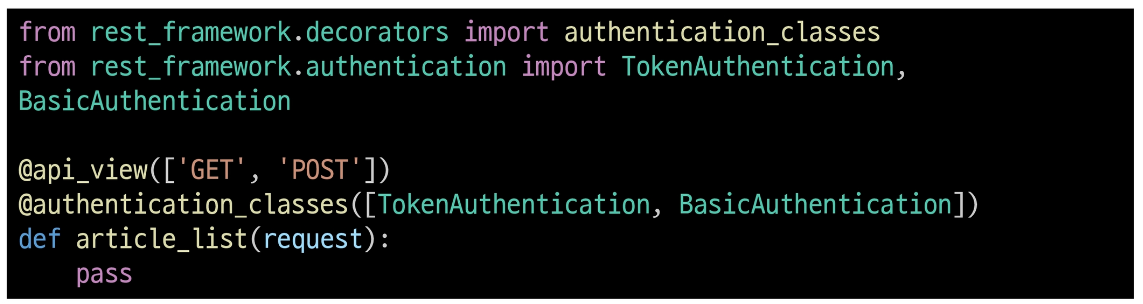 from rest_framework.decorators import authentication_classes
from rest_framework.authentication import TokenAuthentication,
BasicAuthentication

@api_view(['GET', 'POST'])
@authentication_classes([TokenAuthentication, BasicAuthentication])
def article_list(request):
    pass